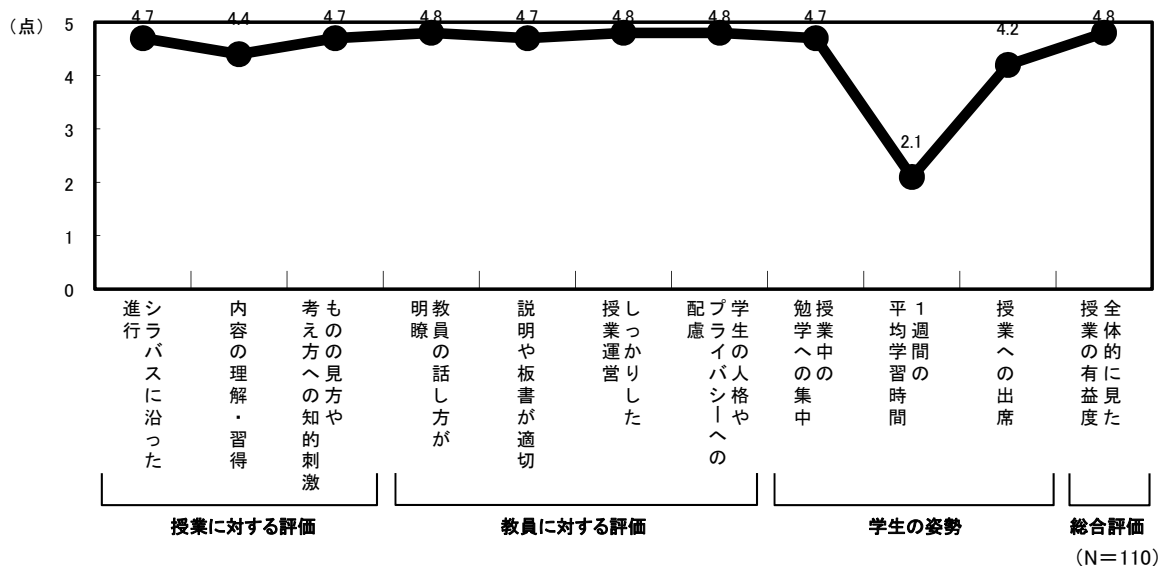 （点）
5
4
3
2
1
0
4.7
4.4
4.7
4.8
4.7
4.8
4.8
4.7
2.1
4.2
4.8
シラバスに沿った
進行
内容の理解・習得
ものの見方や
考え方への知的刺激
教員の話し方が
明瞭
説明や板書が適切
しっかりした
授業運営
学生の人格や
プライバシーへの
配慮
授業中の
勉学への集中
１週間の
平均学習時間
授業への出席
全体的に見た
授業の有益度
授業に対する評価
教員に対する評価
学生の姿勢
総合評価
（N＝110）